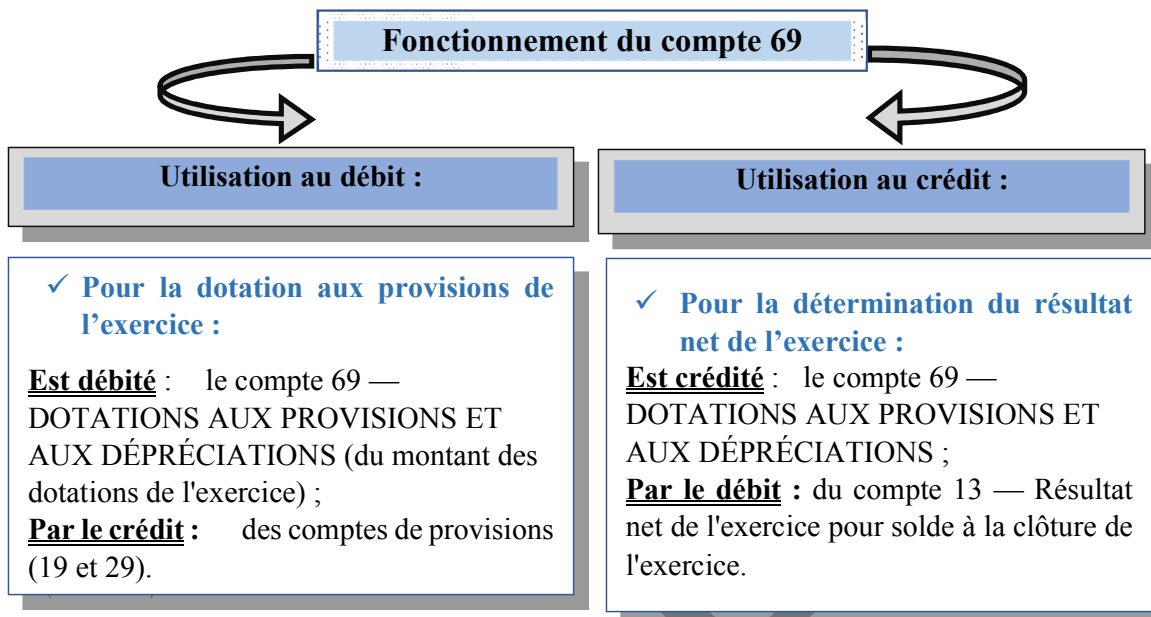 Fonctionnement du compte 69
Utilisation au débit :
✓ Pour la dotation aux provisions de
l’exercice :
Est débité : le compte 69 —
DOTATIONS AUX PROVISIONS ET
AUX DÉPRÉCIATIONS (du montant des
dotations de l'exercice) ;
Par le crédit : des comptes de provisions
(19 et 29).
Utilisation au crédit :
✓ Pour la détermination du résultat
net de l’exercice :
Est crédité : le compte 69 —
DOTATIONS AUX PROVISIONS ET
AUX DÉPRÉCIATIONS ;
Par le débit : du compte 13 — Résultat
net de l'exercice pour solde à la clôture de
l'exercice.